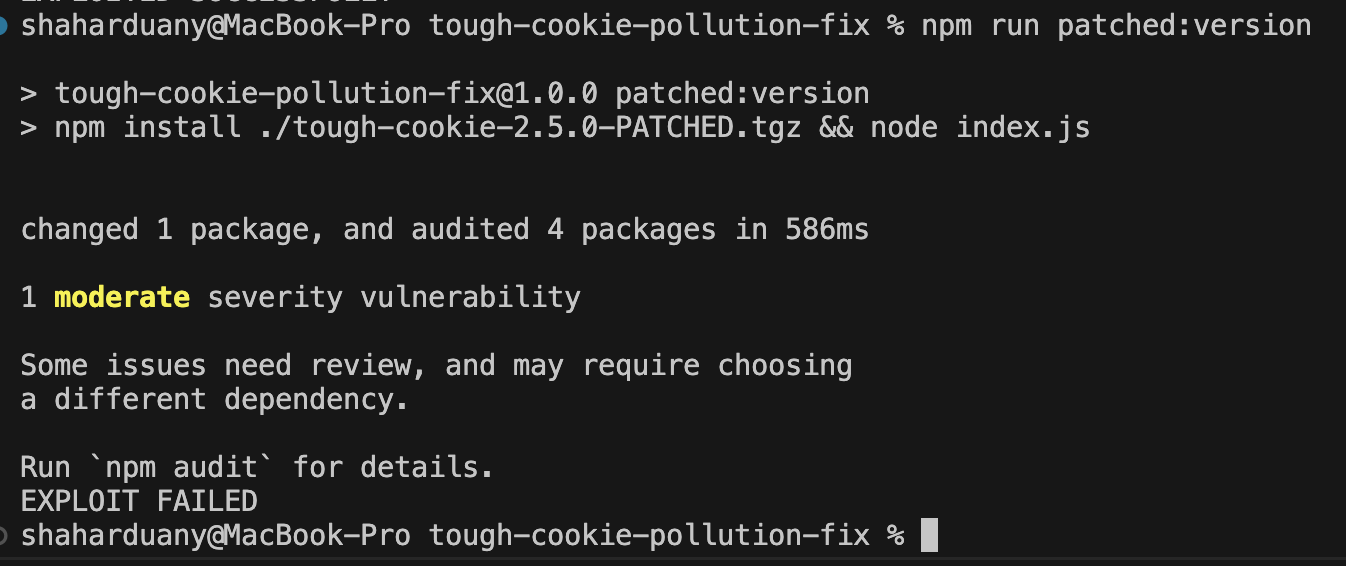 shaharduany@MacBook-Pro tough-cookie-pollution-fix % npm run patched:version
> tough-cookie-pollution-fix@1.0.0 patched:version
> npm install ./tough-cookie-2.5.0-PATCHED.tgz && node index.js
changed 1 package, and audited 4 packages in 586ms
1 moderate severity vulnerability
Some issues need review, and may require choosing
a different dependency.
Run `npm audit` for details.
EXPLOIT FAILED
shaharduany@MacBook-Pro tough-cookie-pollution-fix %